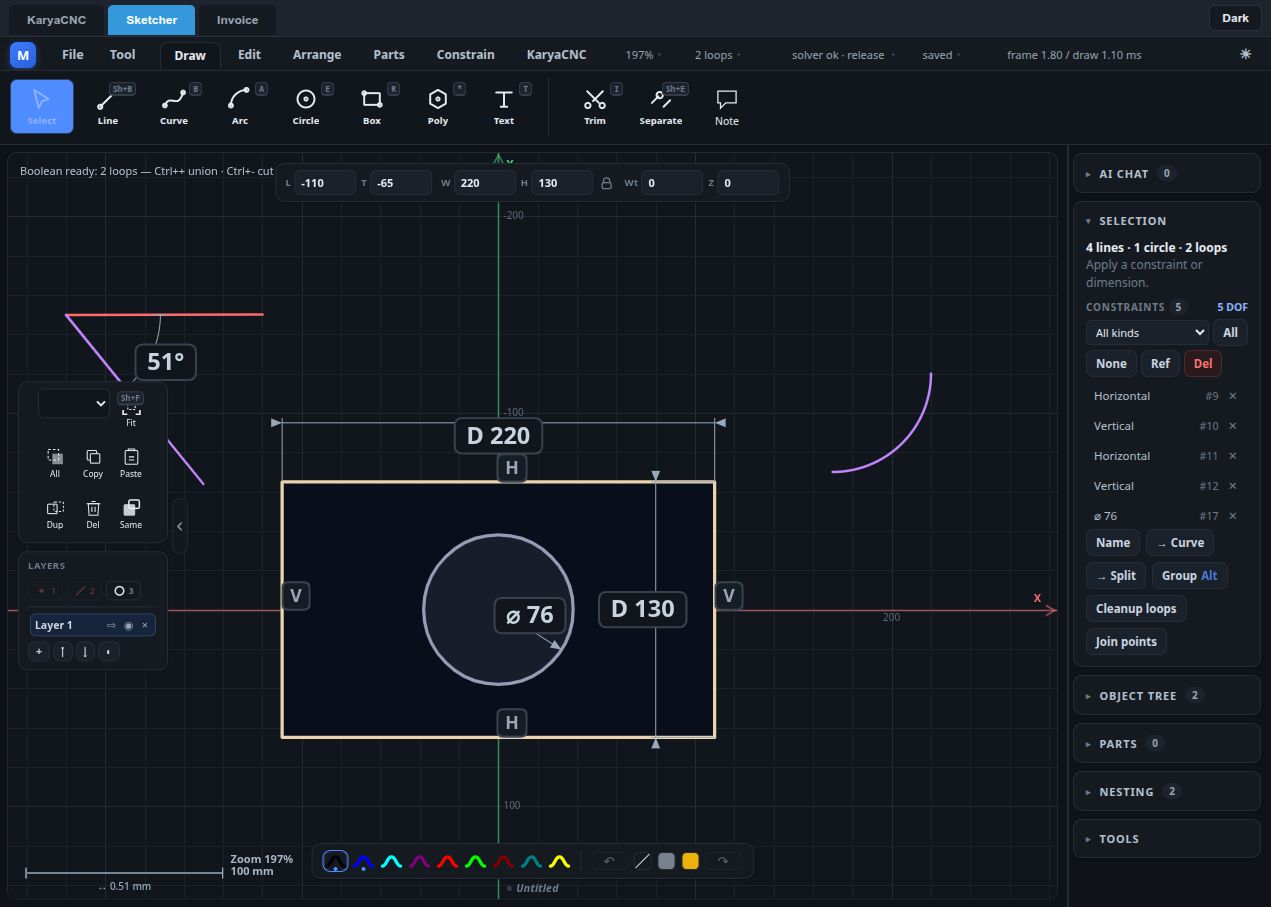 KaryaCNC Sketcher Invoice Dark
M File Tool Draw Edit Arrange Parts Constrain KaryaCNC 197% 2 loops solver ok · release saved frame 1.80 / draw 1.10 ms
Sh+B B A E R * T I Sh+E
Select Line Curve Arc Circle Box Poly Text Trim Separate Note
Boolean ready: 2 loops — Ctrl++ union · Ctrl+- cut
L -110 T -65 W 220 H 130 Wt 0 Z 0
Y
-200
51°
Sh+F
Fit
All Copy Paste
Dup Del Same
LAYERS
1 2 3
Layer 1 ⇨ ◉ ×
+
-100
D 220
H
V
⌀ 76
D 130
V
H
X
200
100
Zoom 197%
100 mm
↔ 0.51 mm
Untitled
AI CHAT 0
SELECTION
4 lines · 1 circle · 2 loops
Apply a constraint or
dimension.
CONSTRAINTS 5 5 DOF
All kinds All
None Ref Del
Horizontal #9 ×
Vertical #10 ×
Horizontal #11 ×
Vertical #12 ×
⌀ 76 #17 ×
Name → Curve
→ Split Group Alt
Cleanup loops
Join points
OBJECT TREE 2
PARTS 0
NESTING 2
TOOLS